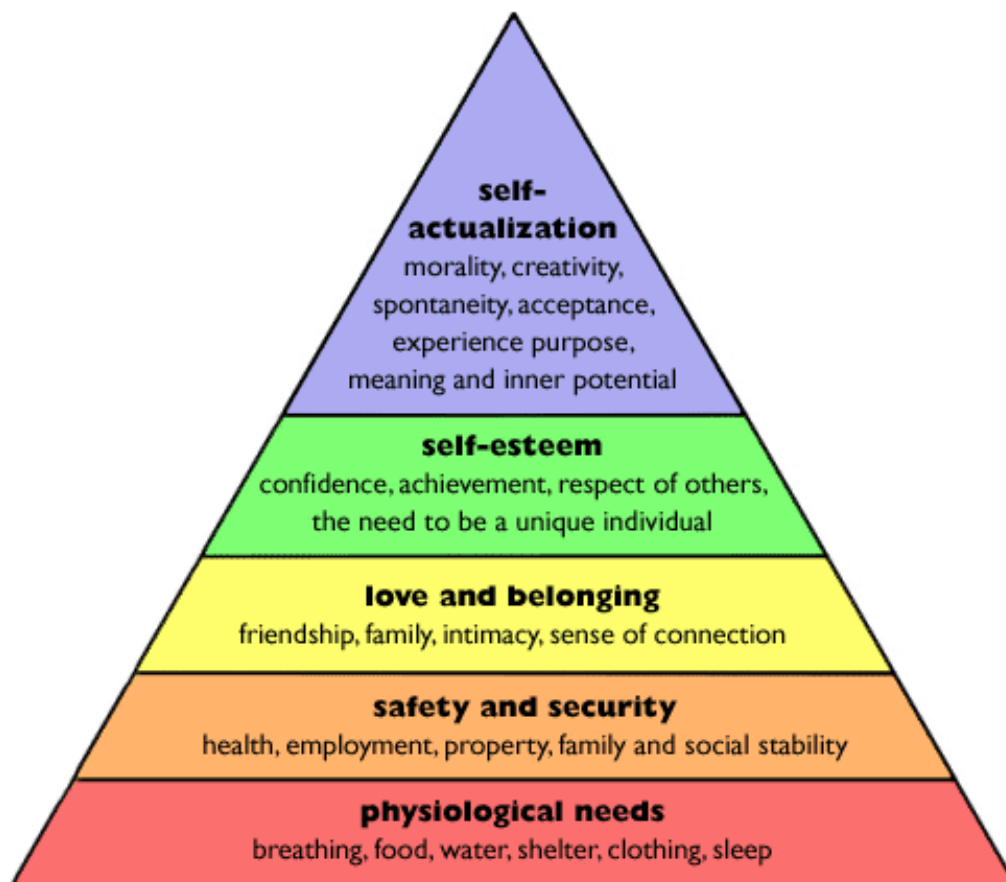 self-
actualization
morality, creativity,
spontaneity, acceptance,
experience purpose,
meaning and inner potential
self-esteem
confidence, achievement, respect of others,
the need to be a unique individual
love and belonging
friendship, family, intimacy, sense of connection
safety and security
health, employment, property, family and social stability
physiological needs
breathing, food, water, shelter, clothing, sleep